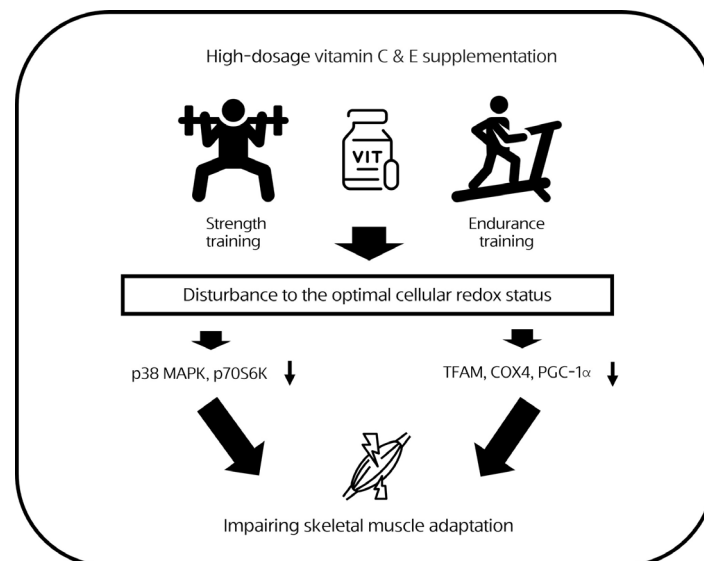 High-dosage vitamin C & E supplementation
VIT
Strength
training
Endurance
training
Disturbance to the optimal cellular redox status
p38 MAPK, p70S6K
TFAM, COX4, PGC-1α
Impairing skeletal muscle adaptation